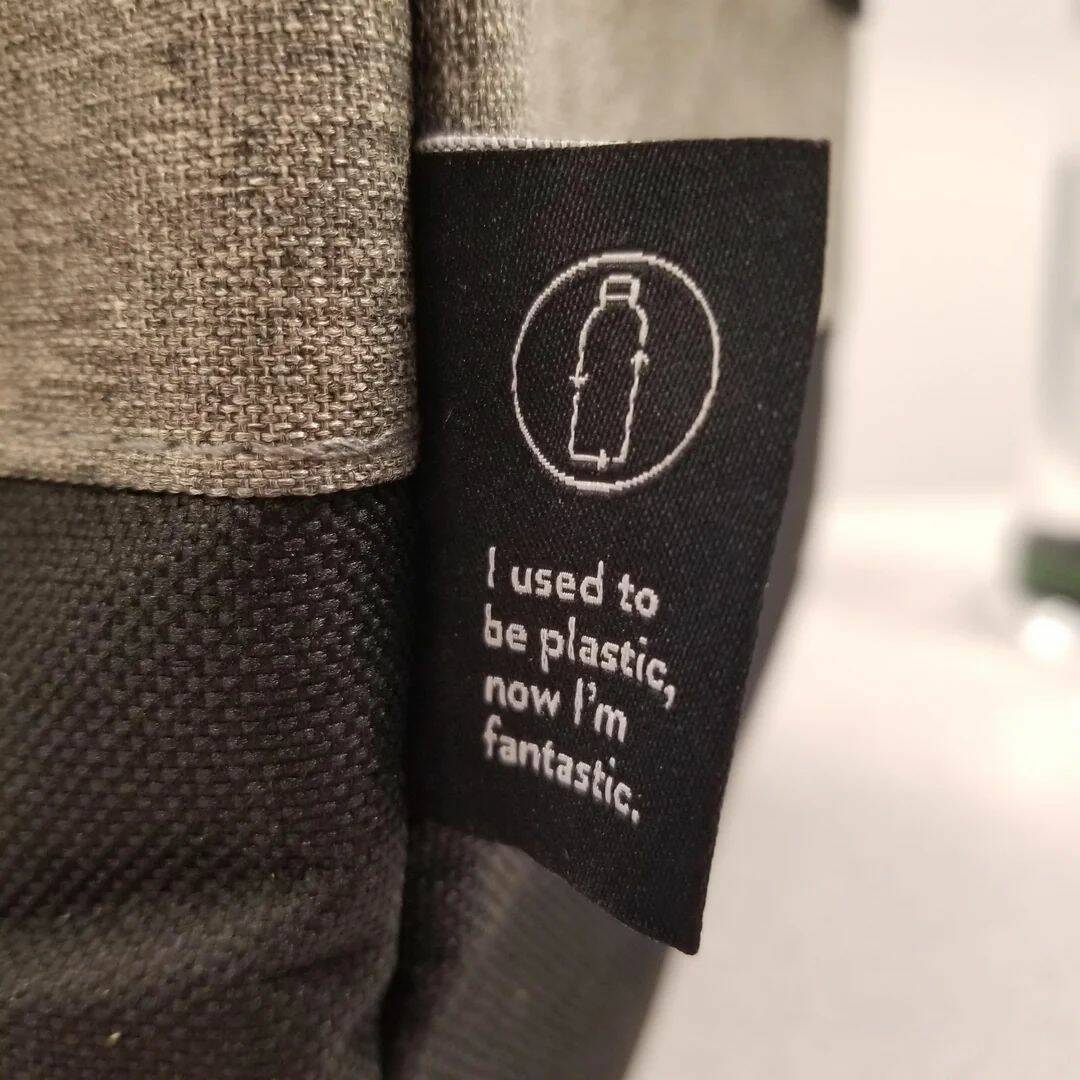 I used to
be plastic,
now I'm
fantastic.